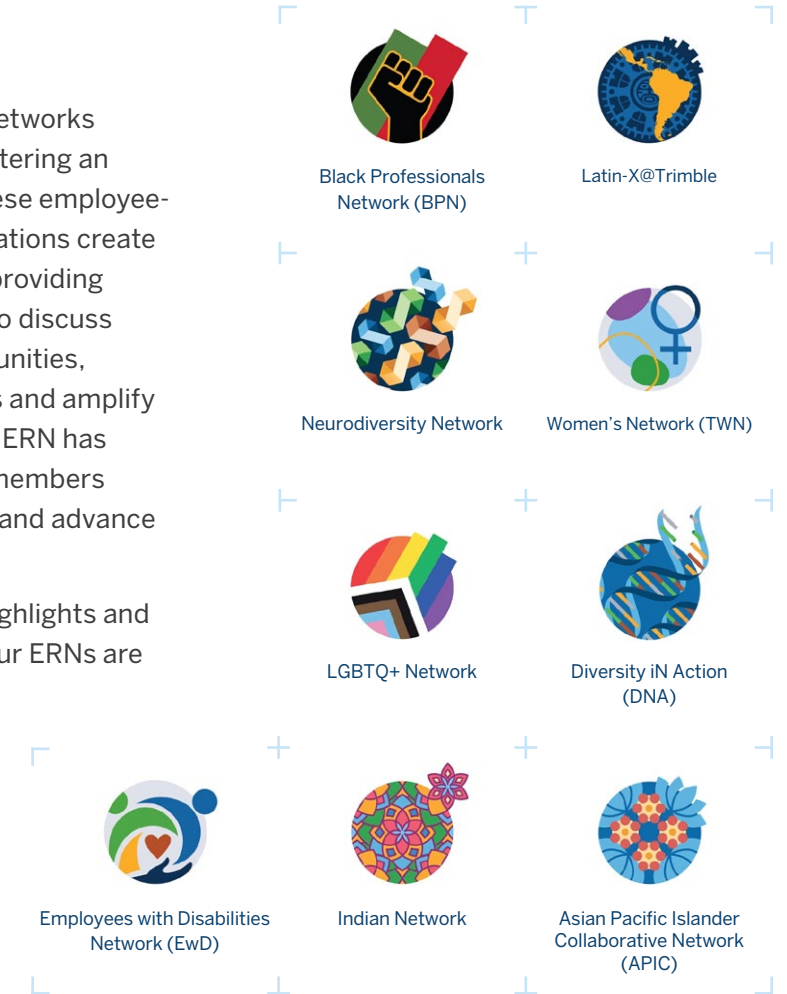 etworks
tering an
ese employee-
ations create
providing
o discuss
unities,
s and amplify
ERN has
nembers
and advance
ghlights and
ur ERNs are
Black Professionals
Network (BPN)
Latin-X@Trimble
Neurodiversity Network
Women's Network (TWN)
LGBTQ+ Network
Diversity iN Action
(DNA)
Employees with Disabilities
Network (EwD)
Indian Network
Asian Pacific Islander
Collaborative Network
(APIC)